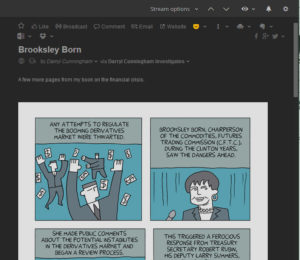 Stream options
Like Broadcast Comment Email Website
Brooksley Born
by Darryl Cunningham via Darryl Cunningham Investigates
A few more pages from my book on the financial crisis.
ANY ATTEMPTS TO REGULATE
THE BOOMING DERIVATIVES
MARKET WERE THWARTED.
BROOKSLEY BORN, CHAIRPERSON
OF THE COMMODITIES, FUTURES
TRADING COMMISSION (C.F.T.C.),
DURING THE CLINTON YEARS,
SAW THE DANGERS AHEAD.
SHE MADE PUBLIC COMMENTS
ABOUT THE POTENTIAL INSTABILITIES
IN THE DERIVATIVES MARKET AND
BEGAN A REVIEW PROCESS.
THIS TRIGGERED A FEROCIOUS
RESPONSE FROM TREASURY
SECRETARY ROBERT RUBIN,
HIS DEPUTY LARRY SUMMERS,